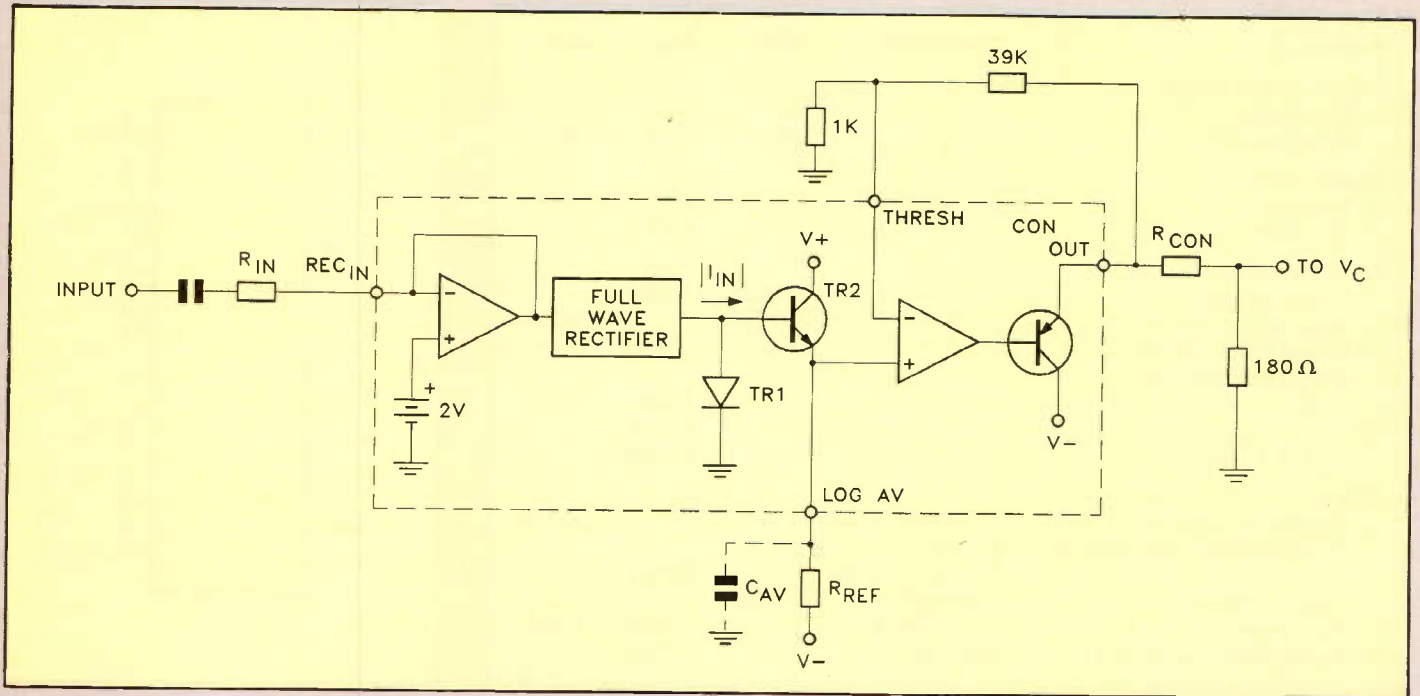 39K
1K
THRESH
CON
OUT
R CON
TO V C
INPUT
R IN
REC IN
FULL
WAVE
RECTIFIER
|I IN|
V+
TR2
TR1
2V
+
-
+
-
+
180Ω
V-
LOG AV
C AV
R REF
V-